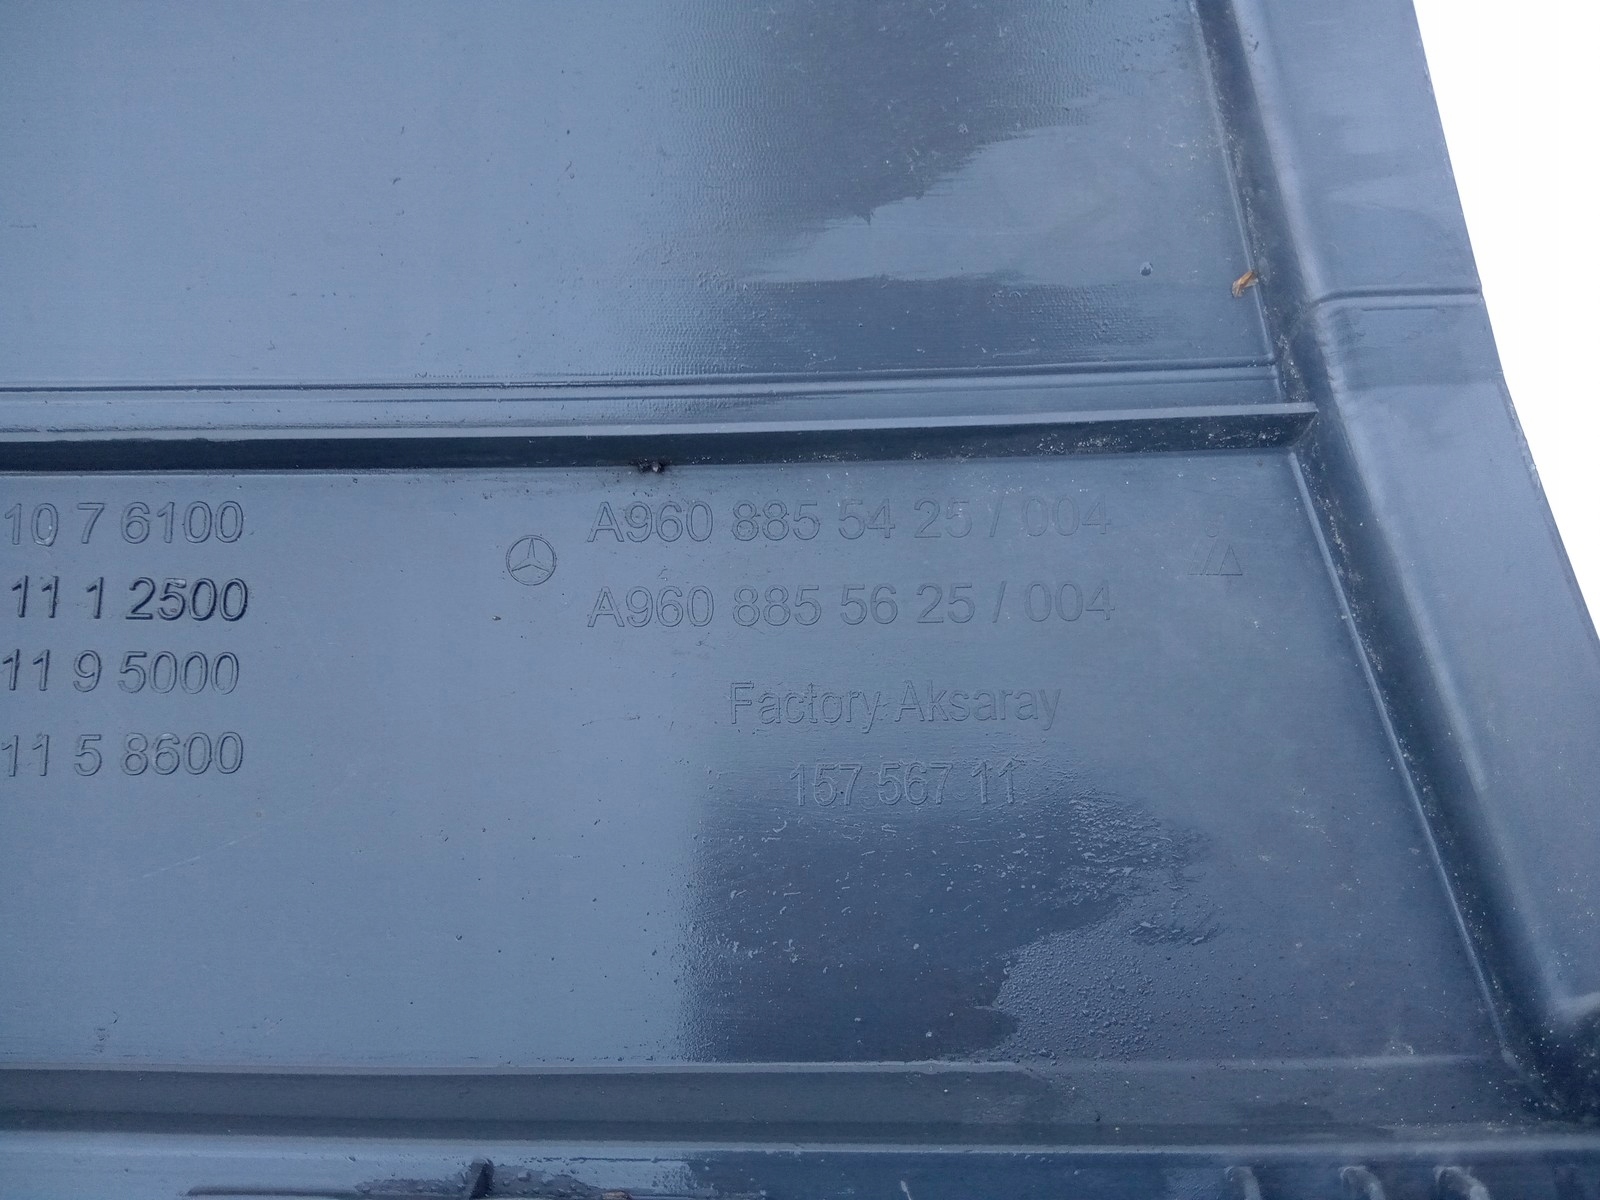 10 7 6100
11 1 2500
11 9 5000
11 5 8600
A960 885 54 25 / 004
A960 885 56 25 / 004
Factory Aksaray
157 567 11